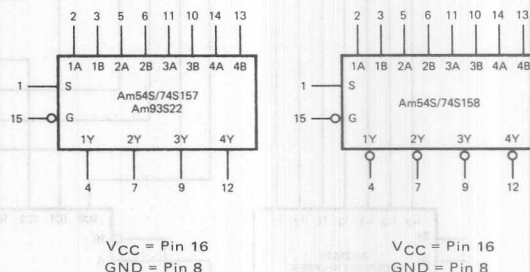 2 3 5 6 11 10 14 13
1A 1B 2A 2B 3A 3B 4A 4B
1 S
Am54S/74S157
Am93S22
15 G
1Y 2Y 3Y 4Y
4 7 9 12
VCC = Pin 16
GND = Pin 8
2 3 5 6 11 10 14 13
1A 1B 2A 2B 3A 3B 4A 4B
1 S
Am54S/74S158
15 G
1Y 2Y 3Y 4Y
4 7 9 12
VCC = Pin 16
GND = Pin 8